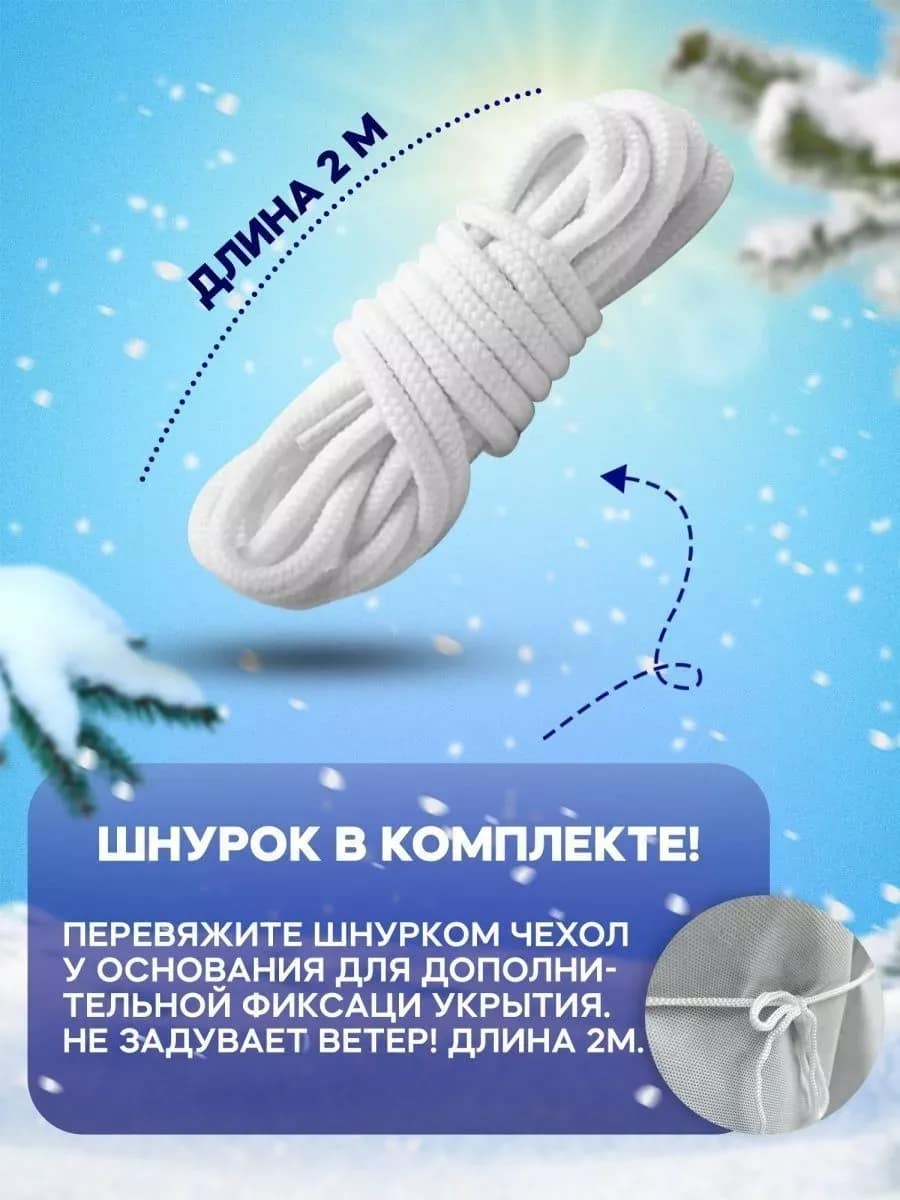 ДЛИНА 2 М
ШНУРОК В КОМПЛЕКТЕ!
ПЕРЕВЯЖИТЕ ШНУРКОМ ЧЕХОЛ
У ОСНОВАНИЯ ДЛЯ ДОПОЛНИ-
ТЕЛЬНОЙ ФИКСАЦИ УКРЫТИЯ.
НЕ ЗАДУВАЕТ ВЕТЕР! ДЛИНА 2М.